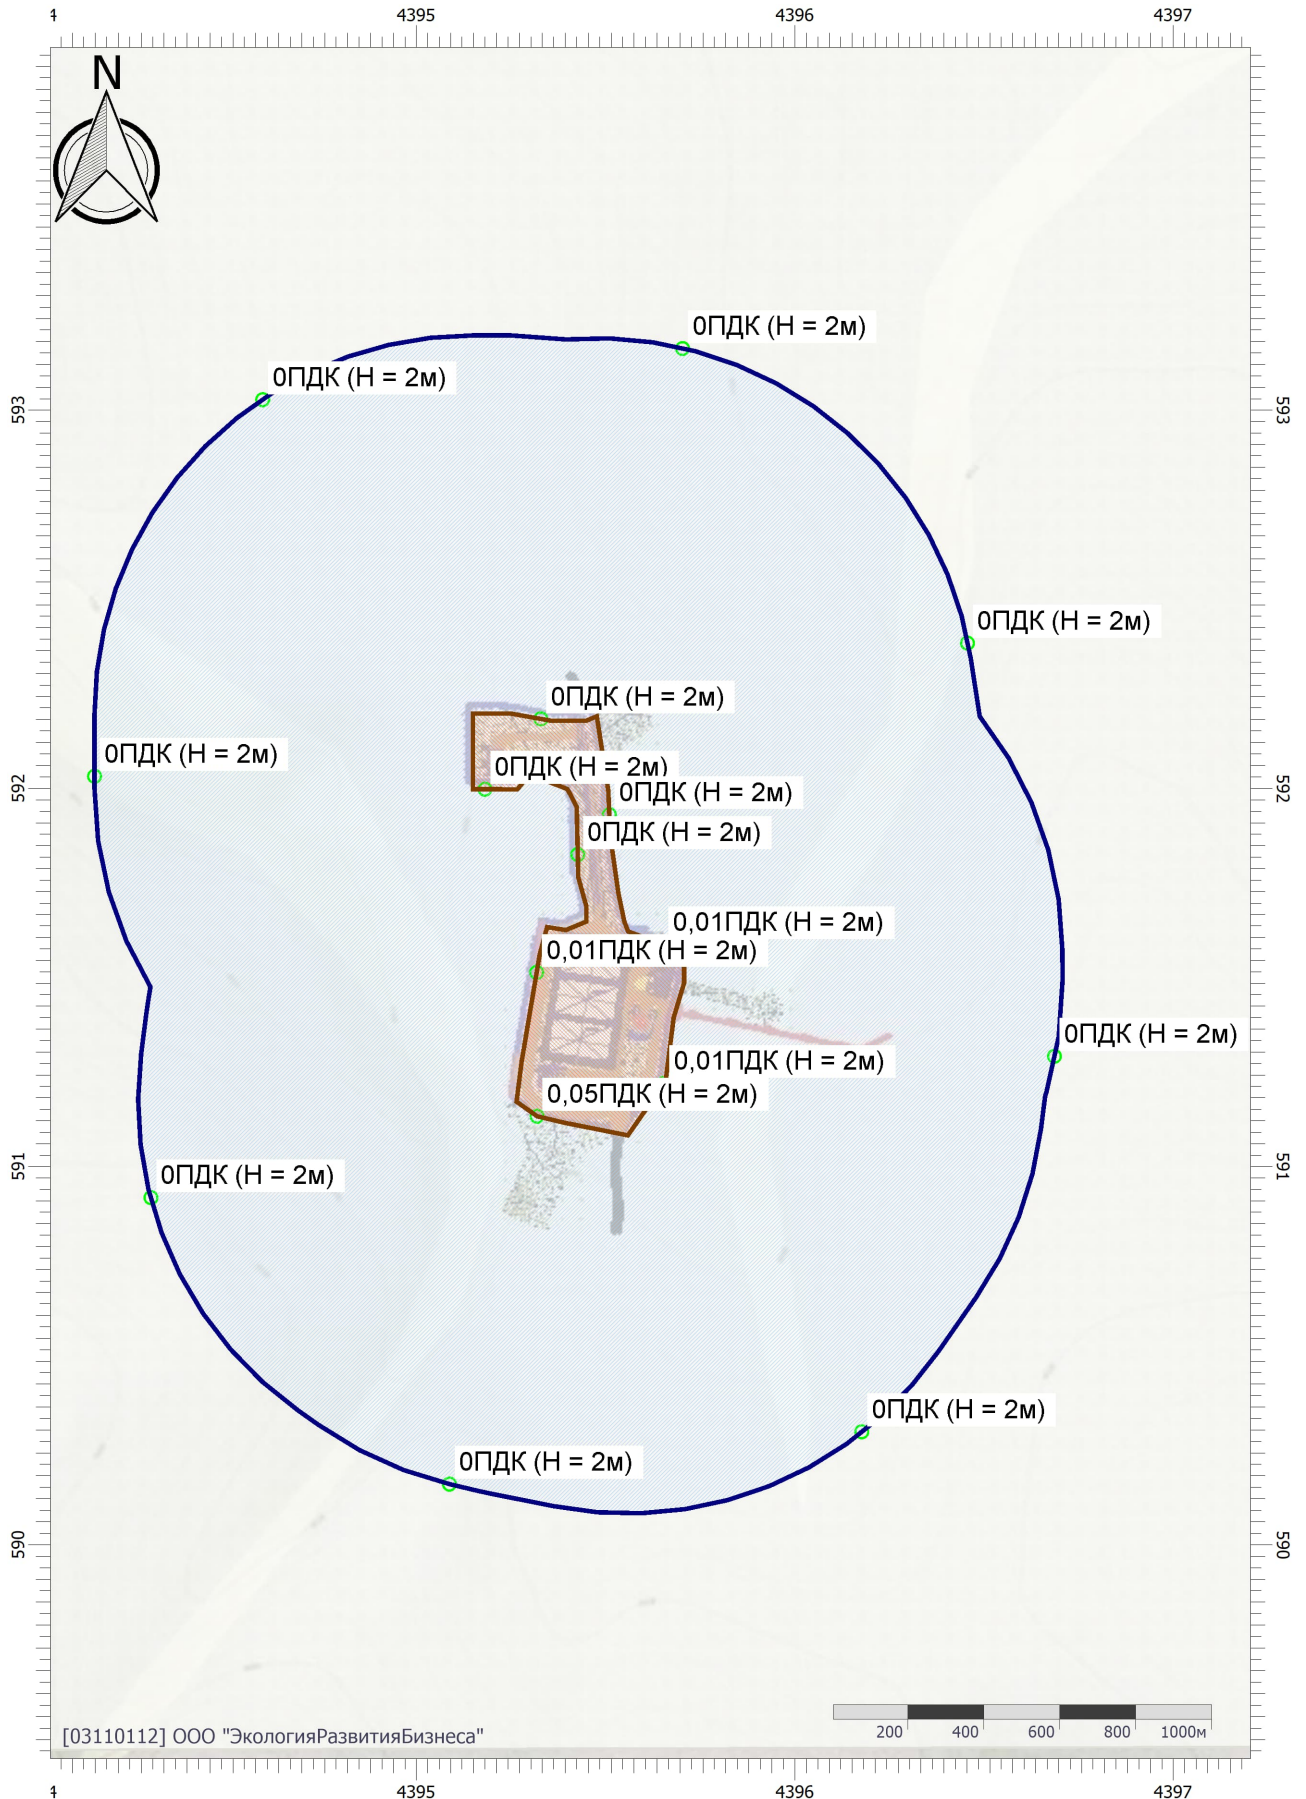 4 4395 4396 4397
N
0ПДК (H = 2м)
0ПДК (H = 2м)
593 593
0ПДК (H = 2м)
0ПДК (H = 2м)
0ПДК (H = 2м)
0ПДК (H = 2м)
592 592
0ПДК (H = 2м)
0ПДК (H = 2м)
0,01ПДК (H = 2м)
0,01ПДК (H = 2м)
0ПДК (H = 2м)
0,01ПДК (H = 2м)
0,05ПДК (H = 2м)
591 591
0ПДК (H = 2м)
0ПДК (H = 2м)
0ПДК (H = 2м)
590 590
200 400 600 800 1000м
[03110112] ООО "ЭкологияРазвитияБизнеса"
4 4395 4396 4397